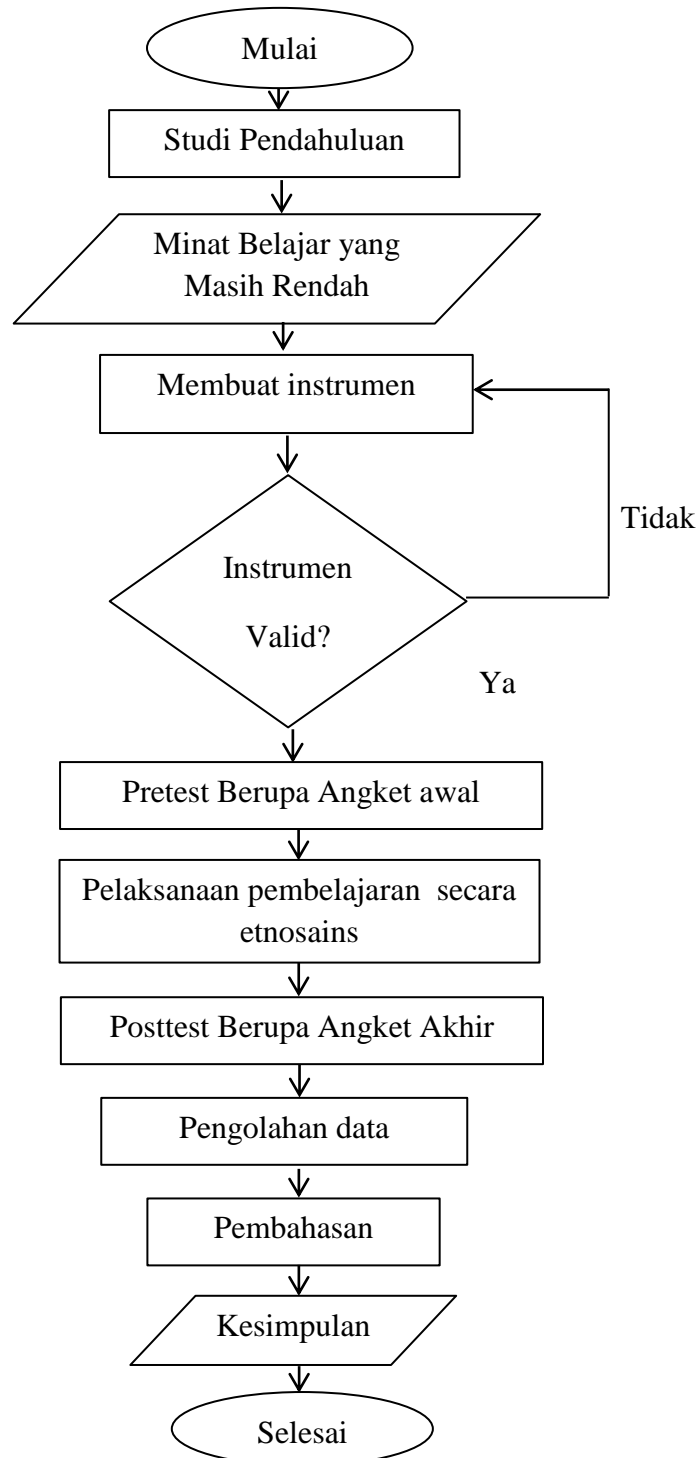 Mulai
Studi Pendahuluan
Minat Belajar yang
Masih Rendah
Membuat instrumen
Tidak
Instrumen
Valid?
Ya
Pretest Berupa Angket awal
Pelaksanaan pembelajaran secara
etnosains
Posttest Berupa Angket Akhir
Pengolahan data
Pembahasan
Kesimpulan
Selesai